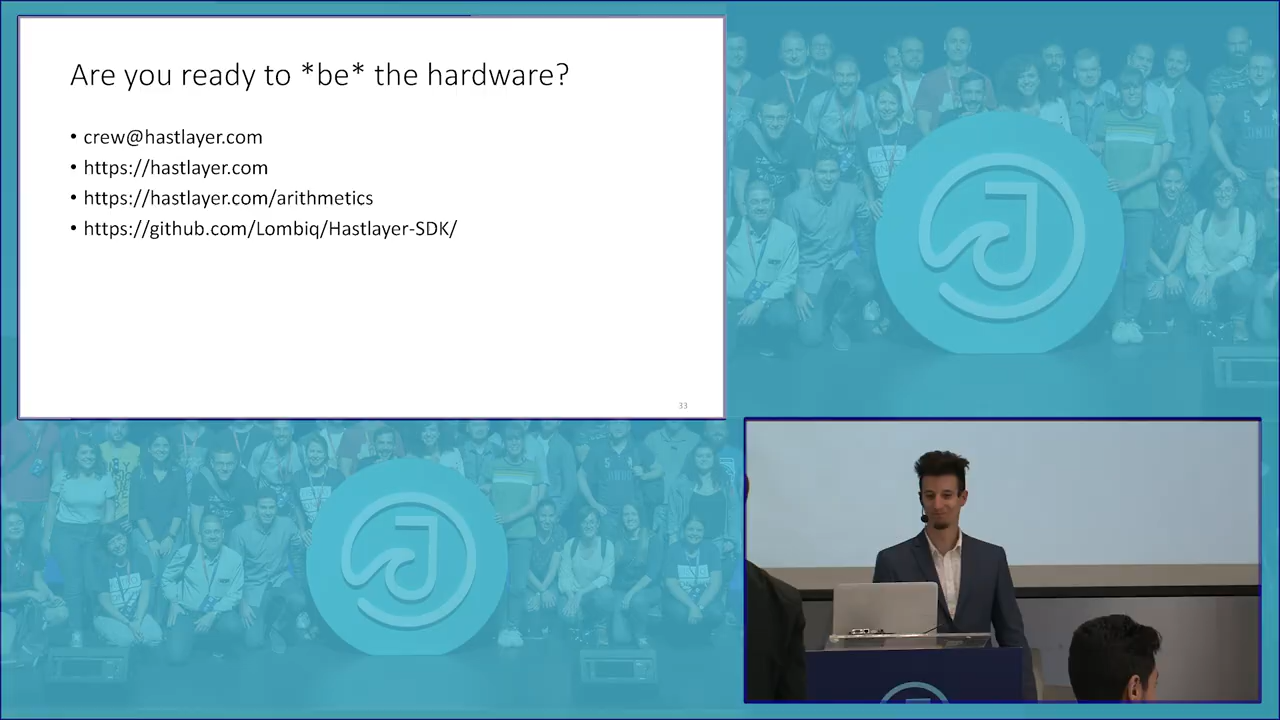 Are you ready to *be* the hardware?
• crew@hastlayer.com
• https://hastlayer.com
• https://hastlayer.com/arithmetics
• https://github.com/Lombiq/Hastlayer-SDK/
33